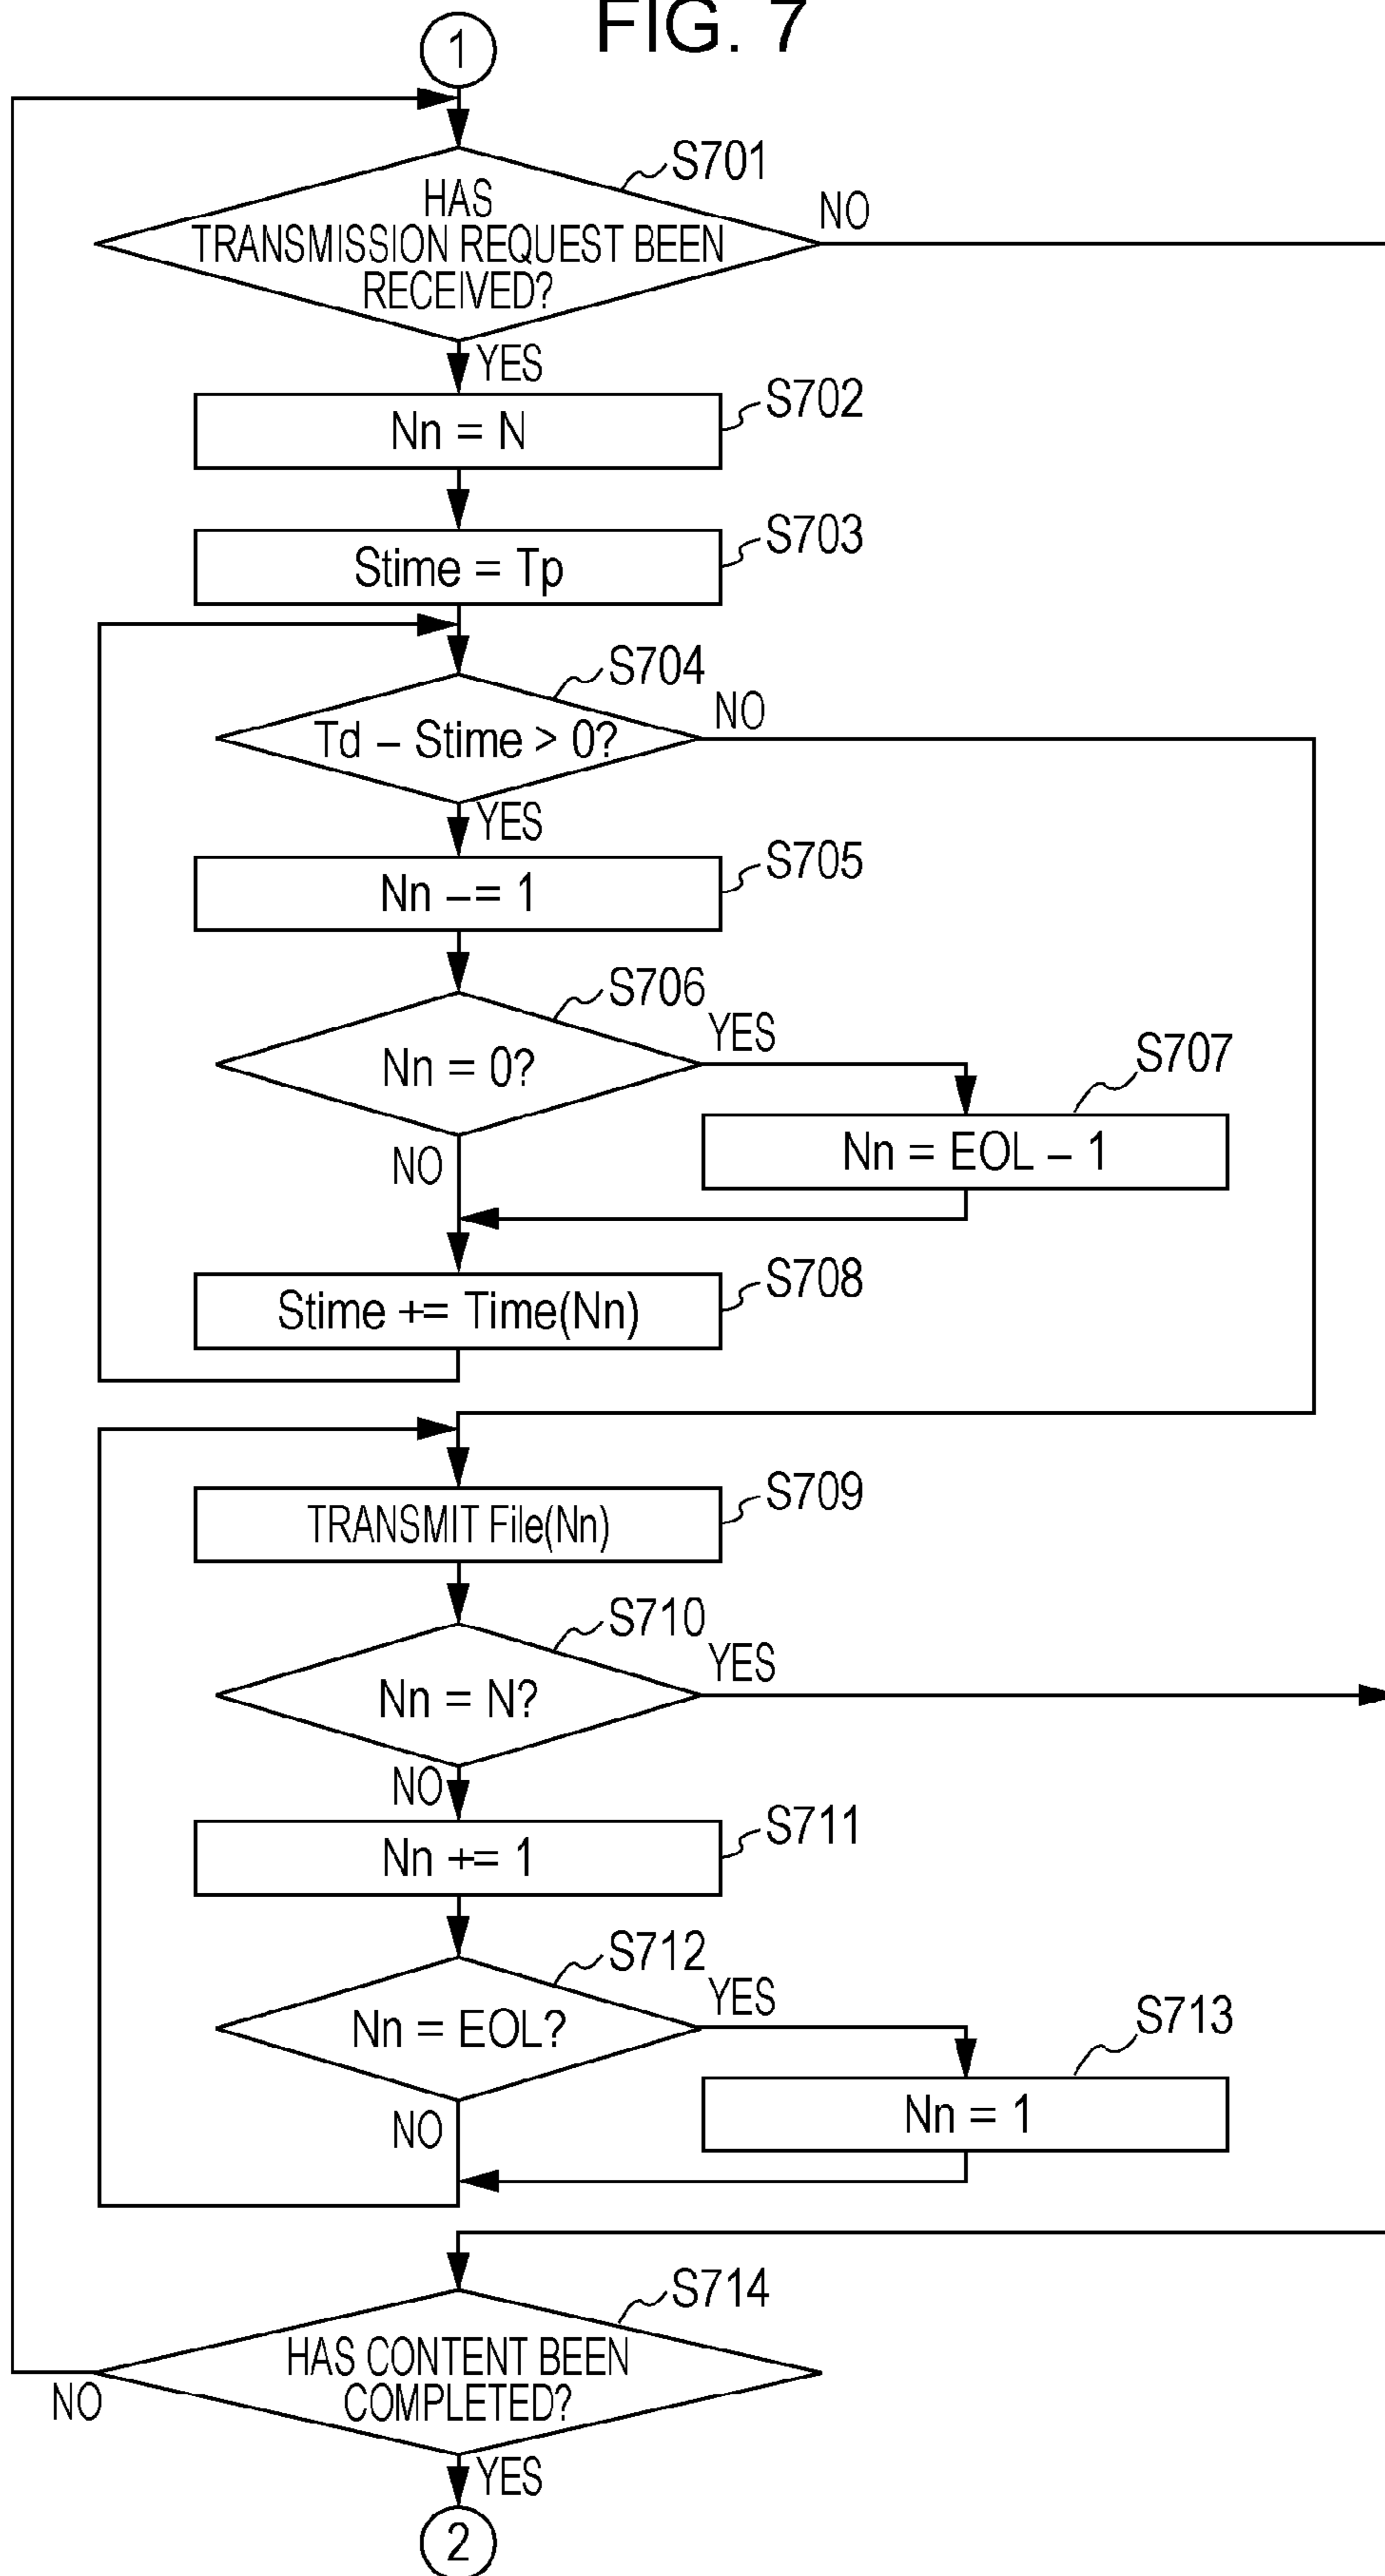 FIG. 7
1
S701
HAS
TRANSMISSION REQUEST BEEN
RECEIVED?
NO
YES
S702
Nn = N
S703
Stime = Tp
S704
Td – Stime > 0?
NO
YES
S705
Nn –= 1
S706
Nn = 0?
YES
S707
Nn = EOL – 1
NO
S708
Stime += Time(Nn)
S709
TRANSMIT File(Nn)
S710
Nn = N?
YES
NO
S711
Nn += 1
S712
Nn = EOL?
YES
S713
Nn = 1
NO
S714
HAS CONTENT BEEN
COMPLETED?
NO
YES
2